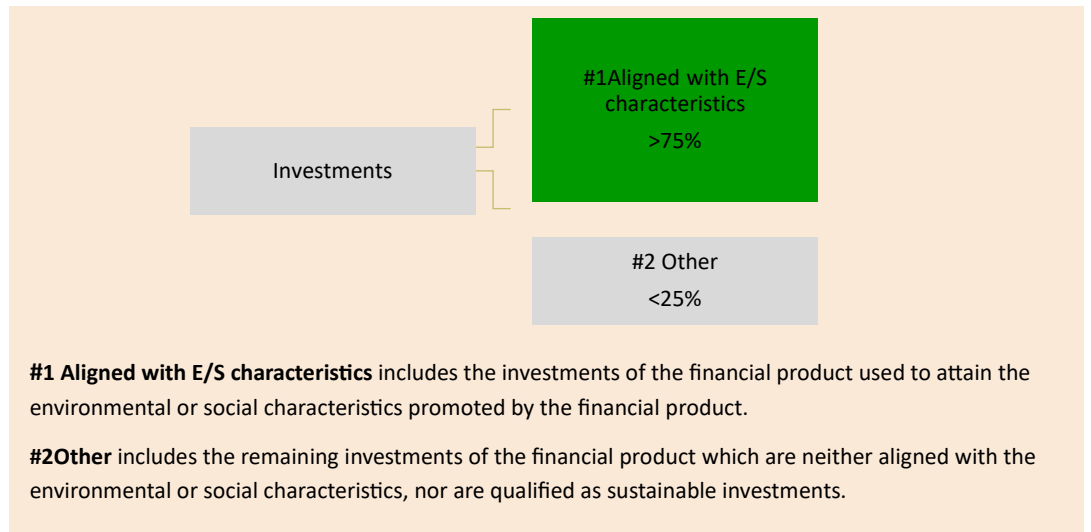 #1Aligned with E/S
characteristics
>75%
Investments
#2 Other
<25%
#1 Aligned with E/S characteristics includes the investments of the financial product used to attain the
environmental or social characteristics promoted by the financial product.
#2Other includes the remaining investments of the financial product which are neither aligned with the
environmental or social characteristics, nor are qualified as sustainable investments.